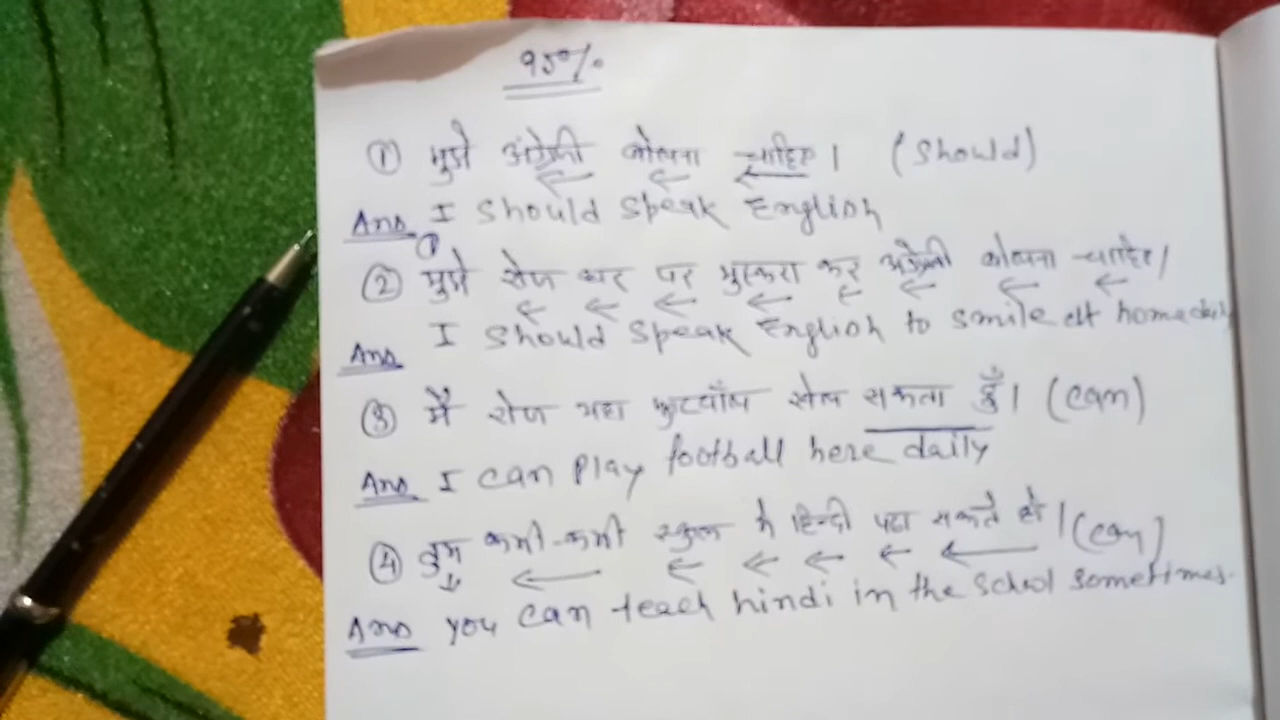 95%
① मुझे अंग्रेजी बोलना चाहिए। (should)
Ans I should speak English
② मुझे रोज घर पर मुस्करा कर अंग्रेजी बोलना चाहिए।
Ans I should speak English to smile at home daily
③ मैं रोज यहा फुटबॉल खेल सकता हूँ। (can)
Ans I can play football here daily
④ तुम कभी-कभी स्कुल मे हिन्दी पढा सकते हो। (can)
Ans you can teach hindi in the school sometimes.